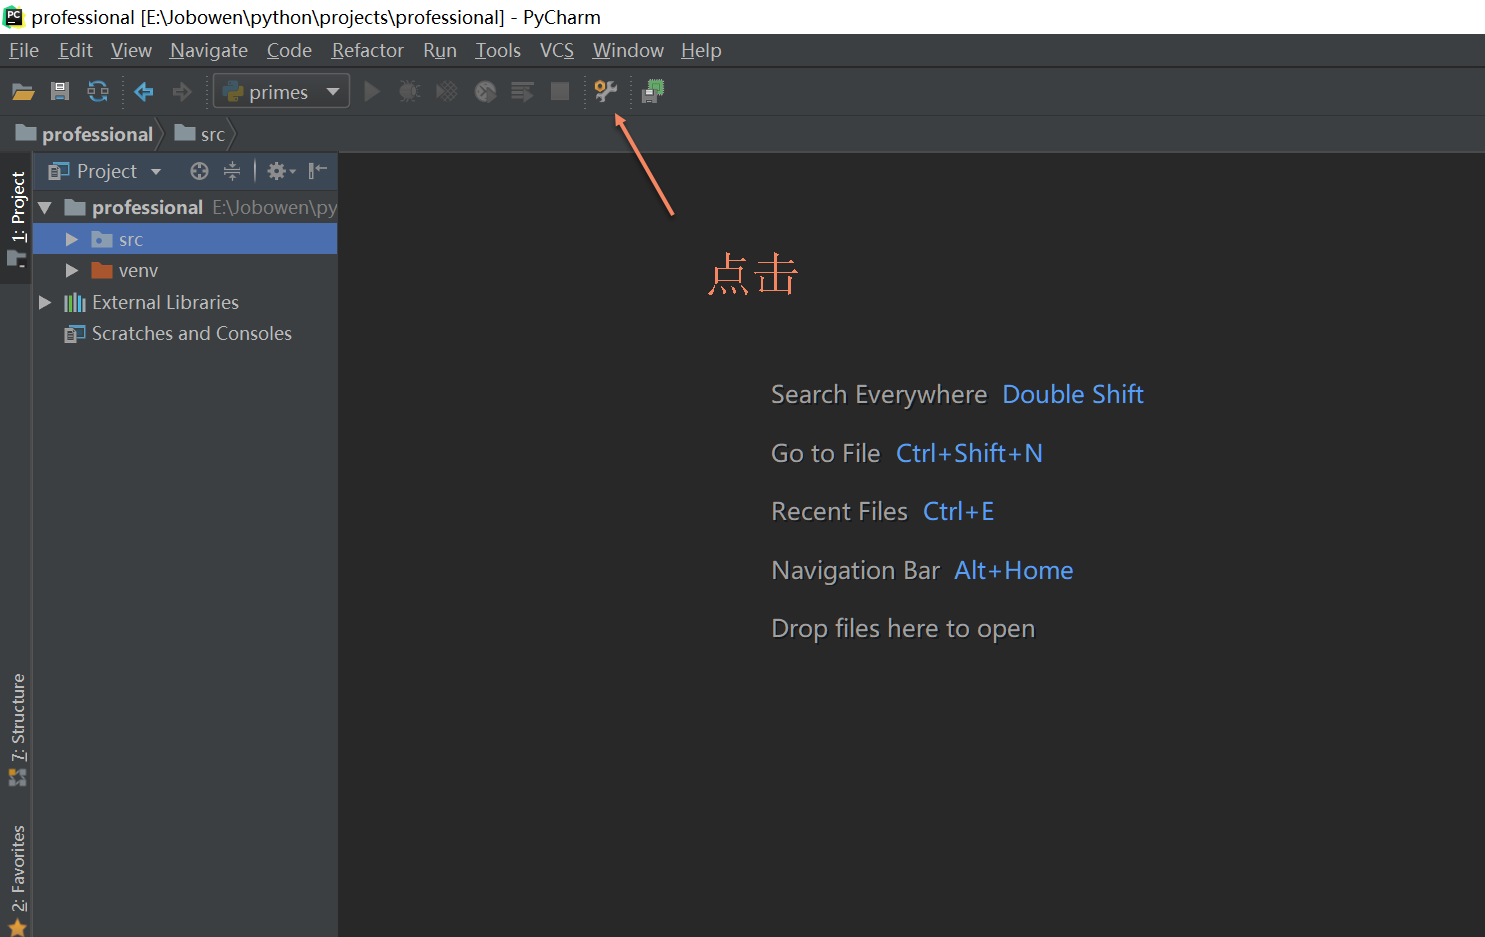 professional [E:\Jobowen\python\projects\professional] - PyCharm
File Edit View Navigate Code Refactor Run Tools VCS Window Help
primes
professional src
1: Project
Project
professional E:\Jobowen\py
src
venv
External Libraries
Scratches and Consoles
点击
Search Everywhere Double Shift
Go to File Ctrl+Shift+N
Recent Files Ctrl+E
Navigation Bar Alt+Home
Drop files here to open
7: Structure
2: Favorites